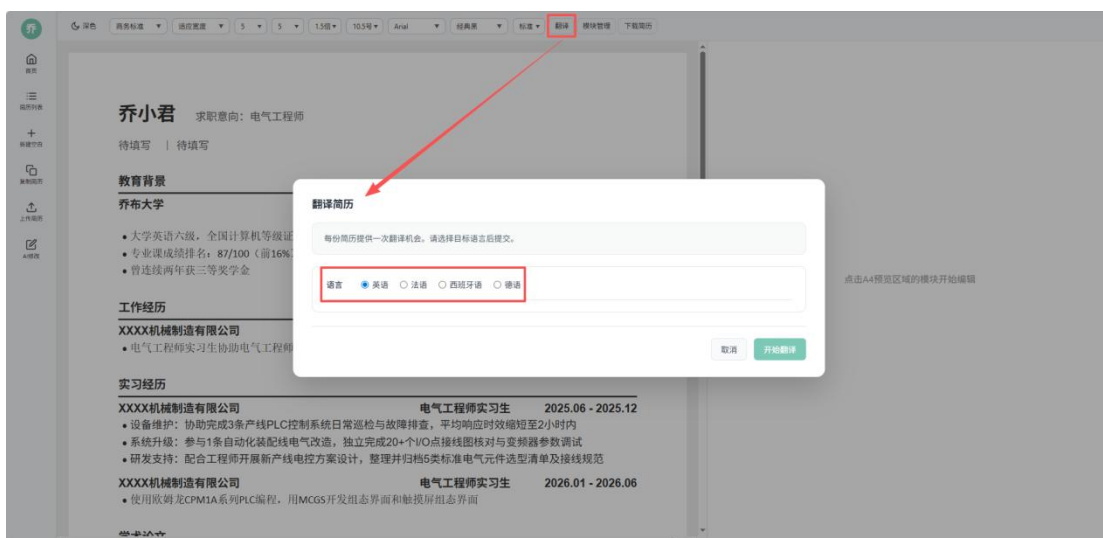 乔
深色 商务标准 适应宽度 5 5 1.5倍 10.5号 Arial 经典黑 标准 翻译 模块管理 下载简历
首页
简历列表
新建空白
复制简历
上传简历
AI修改
乔小君 求职意向：电气工程师
待填写 | 待填写
教育背景
乔布大学
• 大学英语六级，全国计算机等级证
• 专业课成绩排名：87/100（前16%
• 曾连续两年获三等奖学金
工作经历
XXXX机械制造有限公司
• 电气工程师实习生协助电气工程师
翻译简历
每份简历提供一次翻译机会。请选择目标语言后提交。
语言 英语 法语 西班牙语 德语
取消 开始翻译
点击A4预览区域的模块开始编辑
实习经历
XXXX机械制造有限公司 电气工程师实习生 2025.06 - 2025.12
• 设备维护：协助完成3条产线PLC控制系统日常巡检与故障排查，平均响应时效缩短至2小时内
• 系统升级：参与1条自动化装配线电气改造，独立完成20+个I/O点接线图核对与变频器参数调试
• 研发支持：配合工程师开展新产线电控方案设计，整理并归档5类标准电气元件选型清单及接线规范
XXXX机械制造有限公司 电气工程师实习生 2026.01 - 2026.06
• 使用欧姆龙CPM1A系列PLC编程，用MCGS开发组态界面和触摸屏组态界面
学术论文